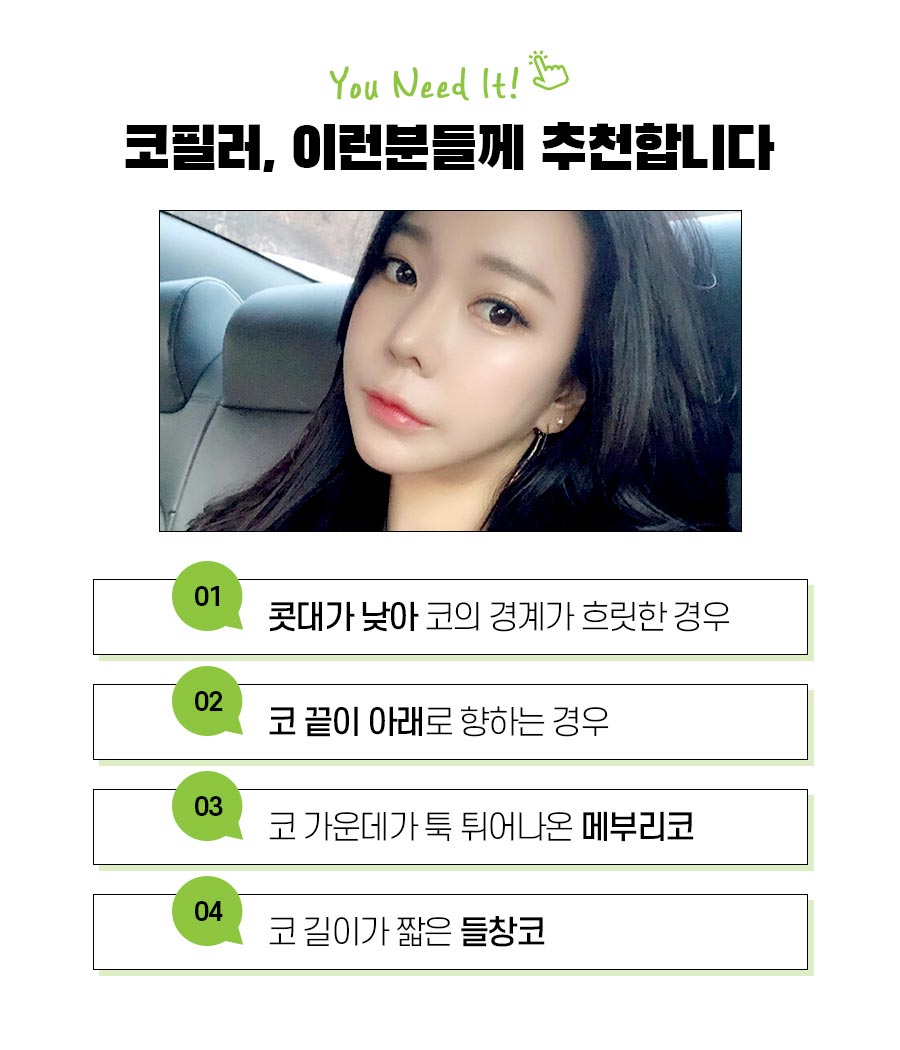 You Need It!
코필러, 이런분들께 추천합니다
01
콧대가 낮아 코의 경계가 흐릿한 경우
02
코 끝이 아래로 향하는 경우
03
코 가운데가 툭 튀어나온 메부리코
04
코 길이가 짧은 들창코